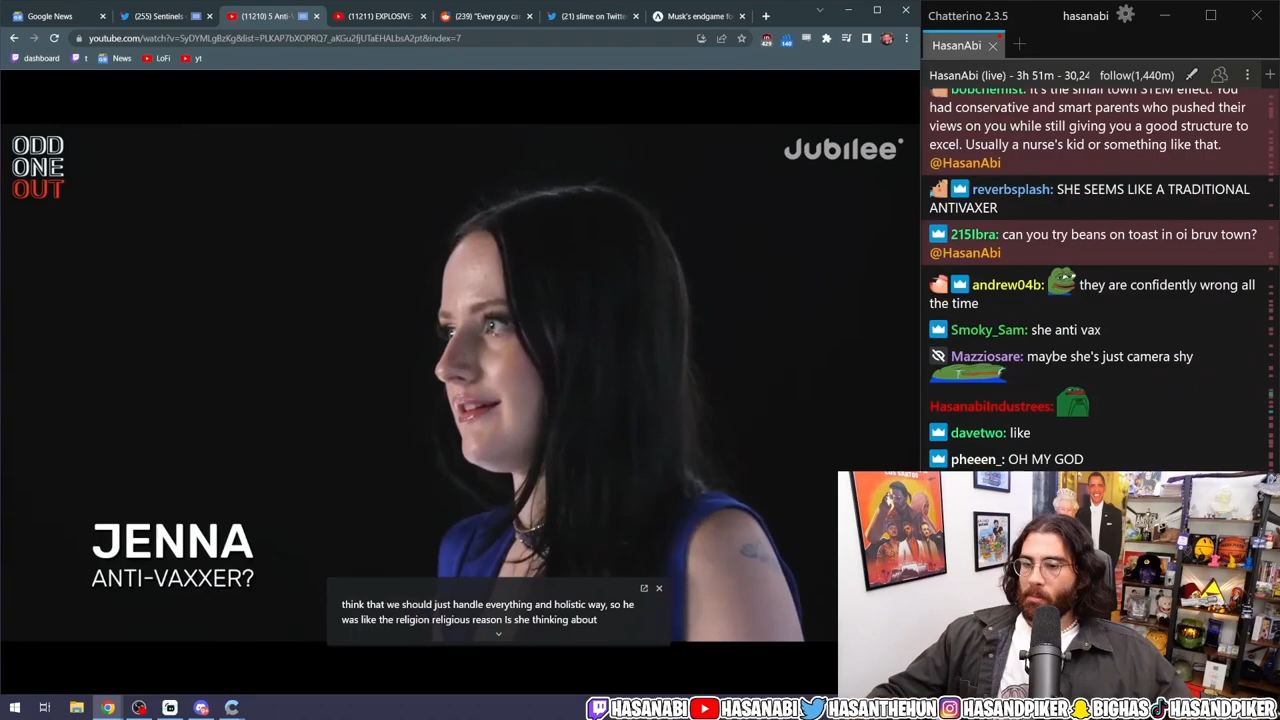 (255) Sentinels
(11210) 5 Anti-V
(11211) EXPLOSIVE
(239) "Every guy can
(21) slime on Twitter
Musk's endgame fo
youtube.com/watch?v=SyDYMLgBzKg&list=PLKAP7bXOPRQ7_aKGu2fjUTaEHALbsA2pt&index=7
429
140
dashboard
t
News
LoFi
yt
ODD
ONE
OUT
Jubilee
JENNA
ANTI-VAXXER?
think that we should just handle everything and holistic way, so he
was like the religion religious reason Is she thinking about
Chatterino 2.3.5
hasanabi
HasanAbi
HasanAbi (live) - 3h 51m - 30,24
follow(1,440m)
bobchemist: It's the small town STEM effect. You
had conservative and smart parents who pushed their
views on you while still giving you a good structure to
excel. Usually a nurse's kid or something like that.
@HasanAbi
reverbsplash: SHE SEEMS LIKE A TRADITIONAL
ANTIVAXER
215Ibra: can you try beans on toast in oi bruv town?
@HasanAbi
andrew04b: they are confidently wrong all
the time
Smoky_Sam: she anti vax
Mazziosare: maybe she's just camera shy
HasanabiIndustrees:
davetwo: like
pheeen_: OH MY GOD
HASANABI
HASANABI
HASANTHEHUN
HASANDPIKER
BIGHAS
HASANDPIKER